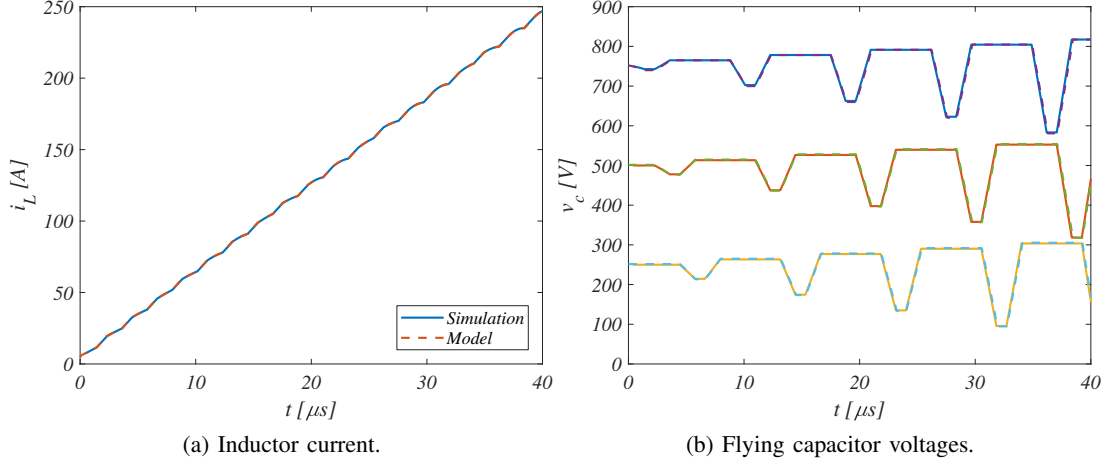 250
200
150
100
50
0
i_L [A]
0 10 20 30 40
t [μs]
Simulation
Model
(a) Inductor current.
900
800
700
600
500
400
300
200
100
0
v_c [V]
0 10 20 30 40
t [μs]
(b) Flying capacitor voltages.